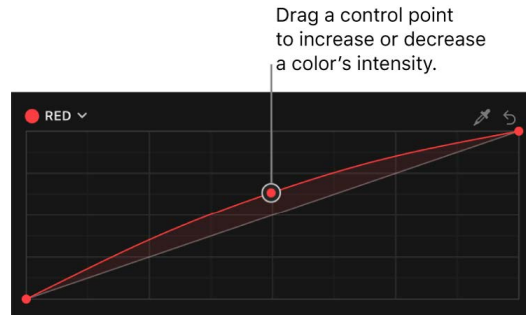 Drag a control point
to increase or decrease
a color's intensity.
RED